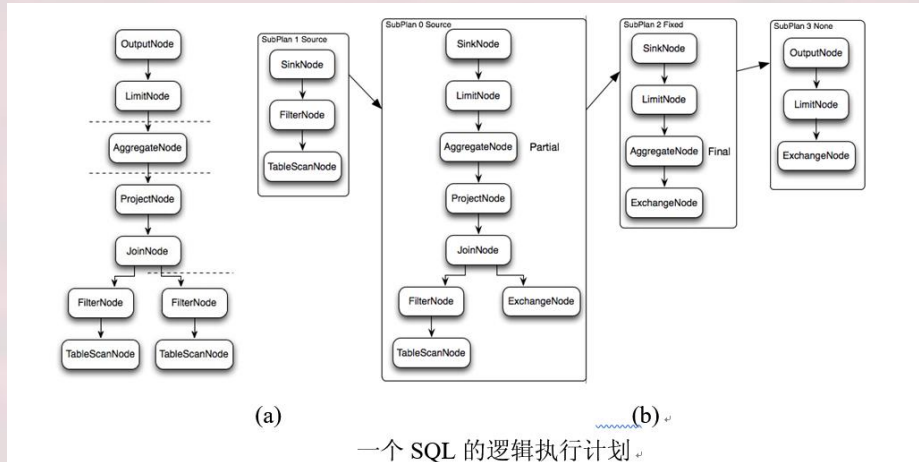 OutputNode
LimitNode
AggregateNode
ProjectNode
JoinNode
FilterNode
FilterNode
TableScanNode
TableScanNode
(a)
SubPlan 1 Source
SinkNode
FilterNode
TableScanNode
SubPlan 0 Source
SinkNode
LimitNode
AggregateNode
Partial
ProjectNode
JoinNode
FilterNode
ExchangeNode
TableScanNode
SubPlan 2 Fixed
SinkNode
LimitNode
AggregateNode
Final
ExchangeNode
SubPlan 3 None
OutputNode
LimitNode
ExchangeNode
(b)
一个 SQL 的逻辑执行计划